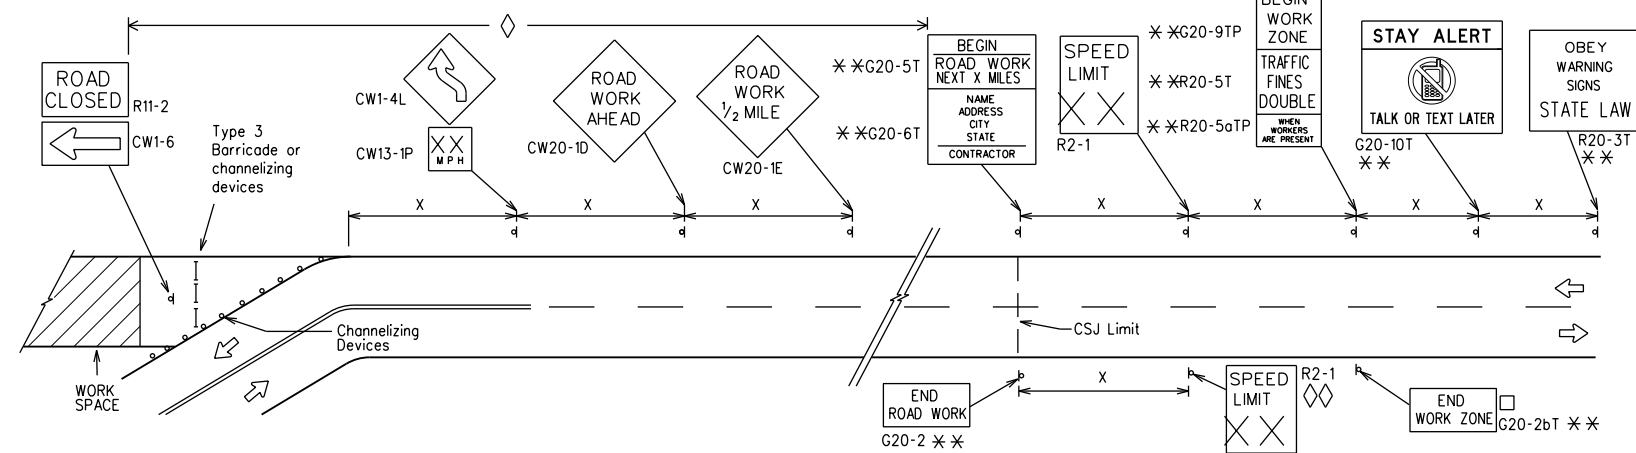 ROAD
CLOSED
R11-2
CW1-6
Type 3
Barricade or
channelizing
devices
CW1-4L
XX
MPH
CW13-1P
ROAD
WORK
AHEAD
CW20-1D
ROAD
WORK
1/2 MILE
CW20-1E
**G20-5T
**G20-6T
BEGIN
ROAD WORK
NEXT X MILES
NAME
ADDRESS
CITY
STATE
CONTRACTOR
SPEED
LIMIT
XX
R2-1
**G20-9TP
**R20-5T
**R20-5aTP
BEGIN
WORK
ZONE
TRAFFIC
FINES
DOUBLE
WHEN
WORKERS
ARE PRESENT
STAY ALERT
TALK OR TEXT LATER
G20-10T
**
OBEY
WARNING
SIGNS
STATE LAW
R20-3T
**
X
X
X
X
X
X
X
Channelizing
Devices
WORK
SPACE
CSJ Limit
END
ROAD WORK
G20-2 **
X
SPEED
LIMIT
XX
R2-1
END
WORK ZONE
G20-2bT **